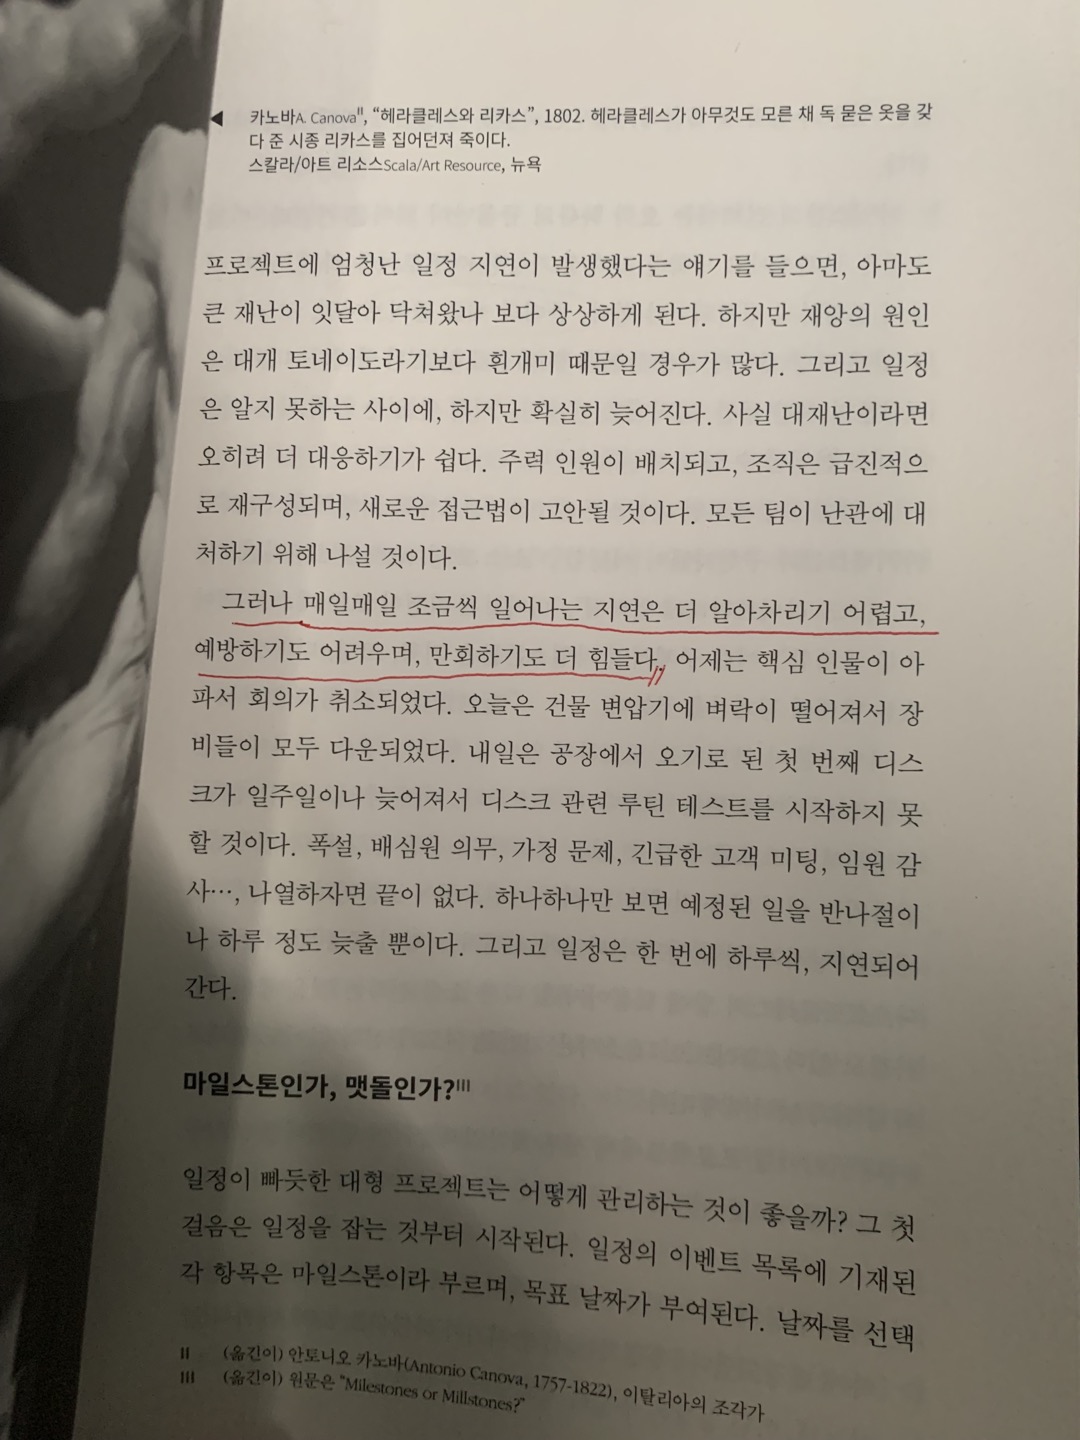 ◀ 카노바A. CanovaII, “헤라클레스와 리카스”, 1802. 헤라클레스가 아무것도 모른 채 독 묻은 옷을 갖
다 준 시종 리카스를 집어던져 죽이다.
스칼라/아트 리소스Scala/Art Resource, 뉴욕
프로젝트에 엄청난 일정 지연이 발생했다는 얘기를 들으면, 아마도
큰 재난이 잇달아 닥쳐왔나 보다 상상하게 된다. 하지만 재앙의 원인
은 대개 토네이도라기보다 흰개미 때문일 경우가 많다. 그리고 일정
은 알지 못하는 사이에, 하지만 확실히 늦어진다. 사실 대재난이라면
오히려 더 대응하기가 쉽다. 주력 인원이 배치되고, 조직은 급진적으
로 재구성되며, 새로운 접근법이 고안될 것이다. 모든 팀이 난관에 대
처하기 위해 나설 것이다.
그러나 매일매일 조금씩 일어나는 지연은 더 알아차리기 어렵고,
예방하기도 어려우며, 만회하기도 더 힘들다. 어제는 핵심 인물이 아
파서 회의가 취소되었다. 오늘은 건물 변압기에 벼락이 떨어져서 장
비들이 모두 다운되었다. 내일은 공장에서 오기로 된 첫 번째 디스
크가 일주일이나 늦어져서 디스크 관련 루틴 테스트를 시작하지 못
할 것이다. 폭설, 배심원 의무, 가정 문제, 긴급한 고객 미팅, 임원 감
사…, 나열하자면 끝이 없다. 하나하나만 보면 예정된 일을 반나절이
나 하루 정도 늦출 뿐이다. 그리고 일정은 한 번에 하루씩, 지연되어
간다.
마일스톤인가, 맷돌인가?III
일정이 빠듯한 대형 프로젝트는 어떻게 관리하는 것이 좋을까? 그 첫
걸음은 일정을 잡는 것부터 시작된다. 일정의 이벤트 목록에 기재된
각 항목은 마일스톤이라 부르며, 목표 날짜가 부여된다. 날짜를 선택
II (옮긴이) 안토니오 카노바(Antonio Canova, 1757-1822), 이탈리아의 조각가
III (옮긴이) 원문은 “Milestones or Millstones?”